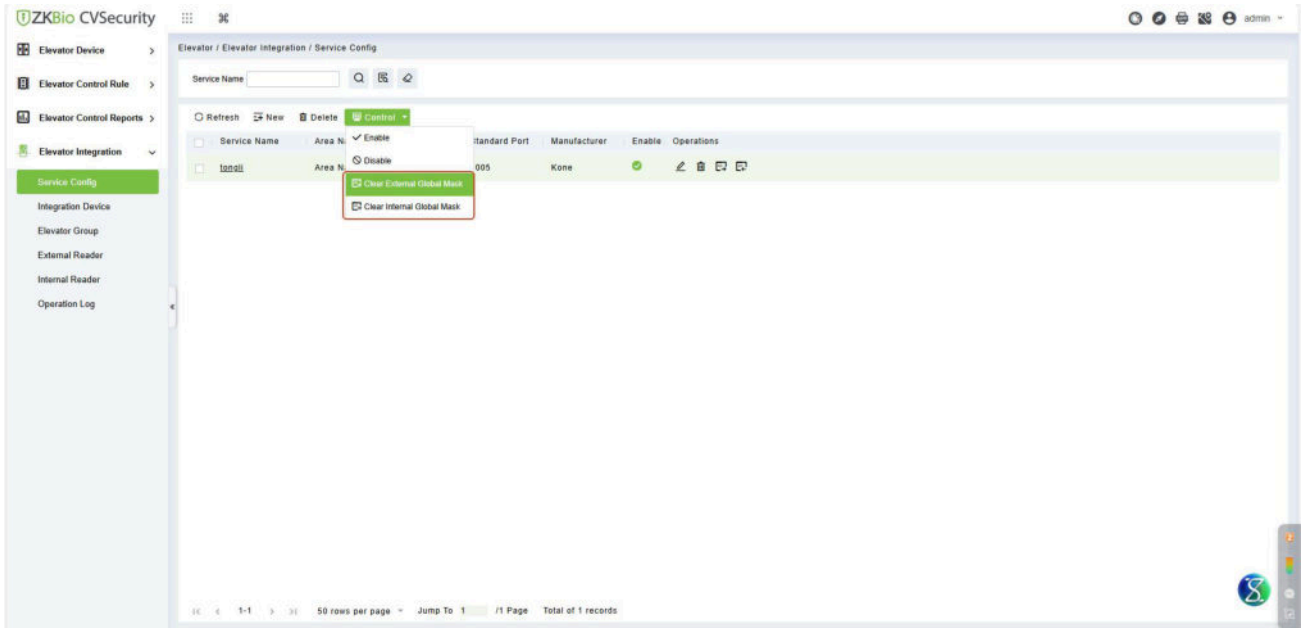 ZKBio CVSecurity
admin
Elevator Device
Elevator / Elevator Integration / Service Config
Elevator Control Rule
Service Name
Elevator Control Reports
Refresh New Delete Control
Elevator Integration
Service Name Area N Enable tandard Port Manufacturer Enable Operations
Disable
tongli Area N 005 Kone
Service Config
Clear External Global Mask
Integration Device
Clear Internal Global Mask
Elevator Group
External Reader
Internal Reader
Operation Log
1-1 50 rows per page Jump To 1 /1 Page Total of 1 records